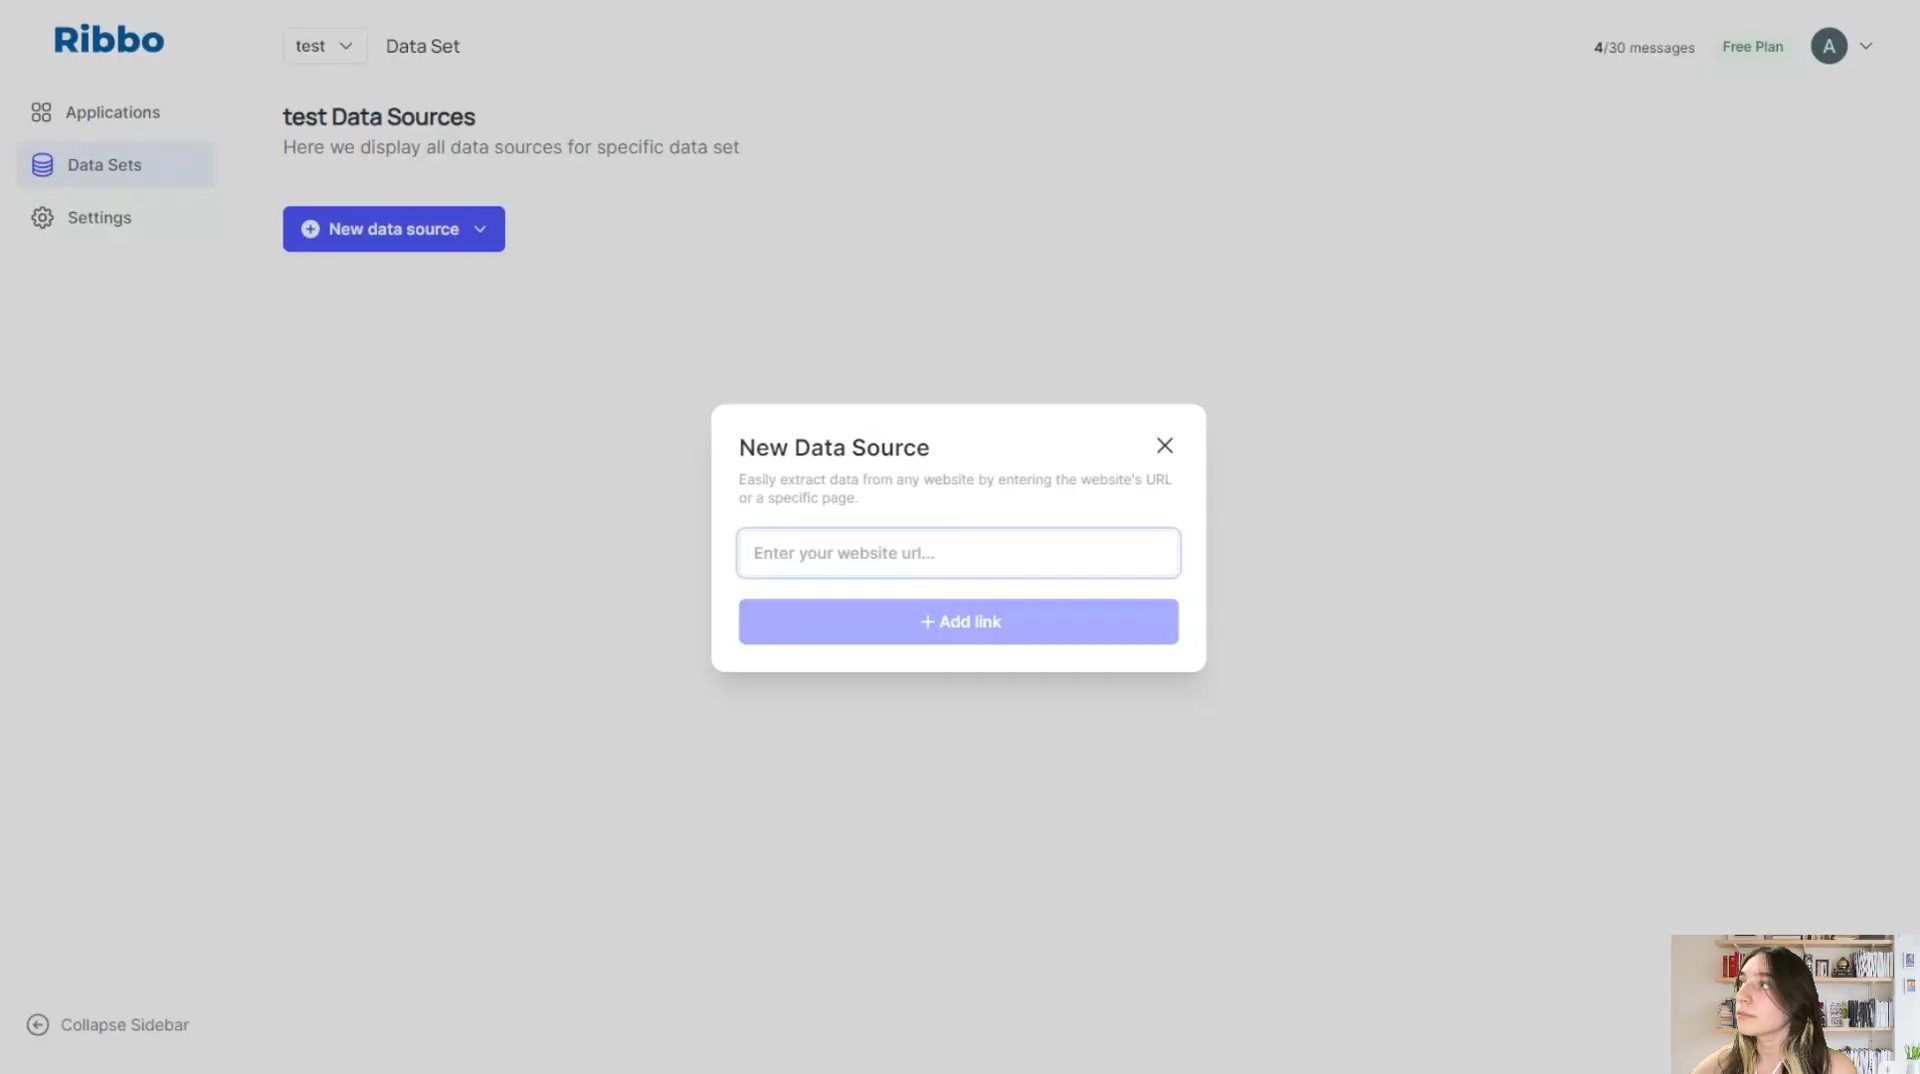 Ribbo
test
Data Set
4/30 messages
Free Plan
A
Applications
Data Sets
Settings
test Data Sources
Here we display all data sources for specific data set
New data source
New Data Source
Easily extract data from any website by entering the website's URL
or a specific page.
Enter your website url...
+ Add link
Collapse Sidebar